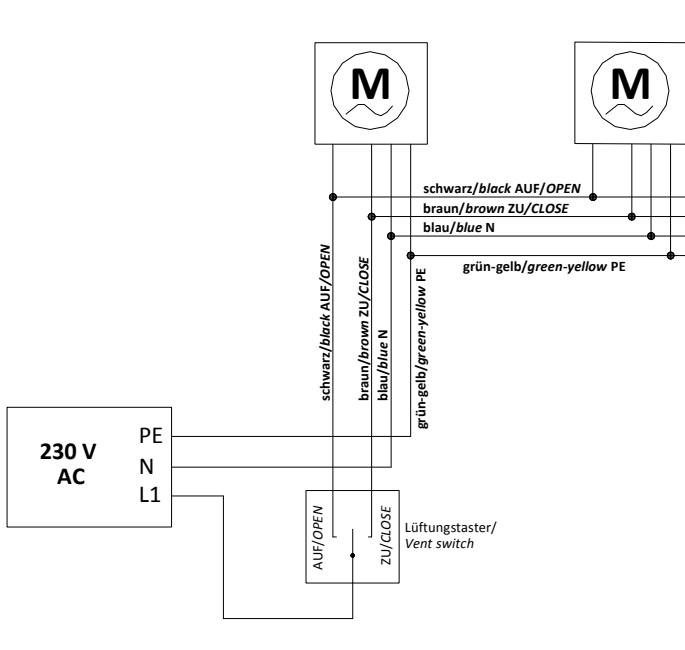 M
M
schwarz/black AUF/OPEN
braun/brown ZU/CLOSE
blau/blue N
grün-gelb/green-yellow PE
schwarz/black AUF/OPEN
braun/brown ZU/CLOSE
blau/blue N
grün-gelb/green-yellow PE
230 V
AC
PE
N
L1
AUF/OPEN
ZU/CLOSE
Lüftungstaster/
Vent switch